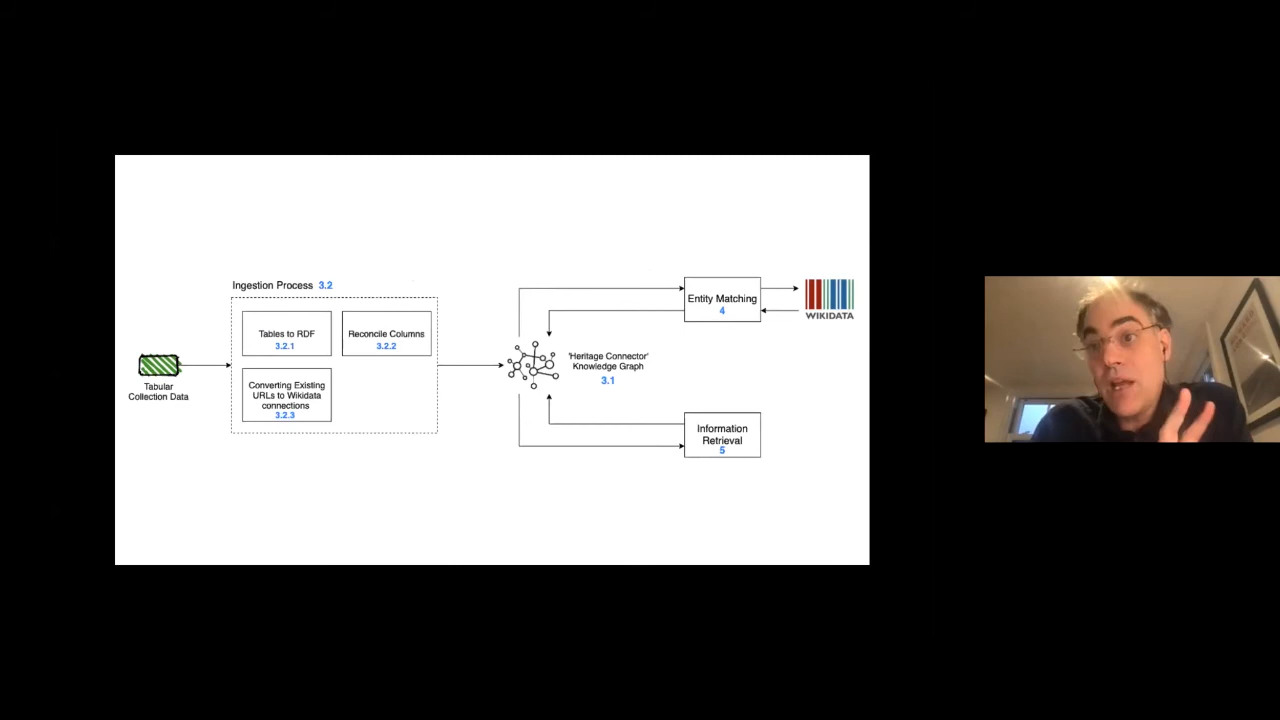 Ingestion Process 3.2
Tables to RDF
3.2.1
Reconcile Columns
3.2.2
Converting Existing
URLs to Wikidata
connections
3.2.3
Tabular
Collection Data
'Heritage Connector'
Knowledge Graph
3.1
Entity Matching
4
WIKIDATA
Information
Retrieval
5